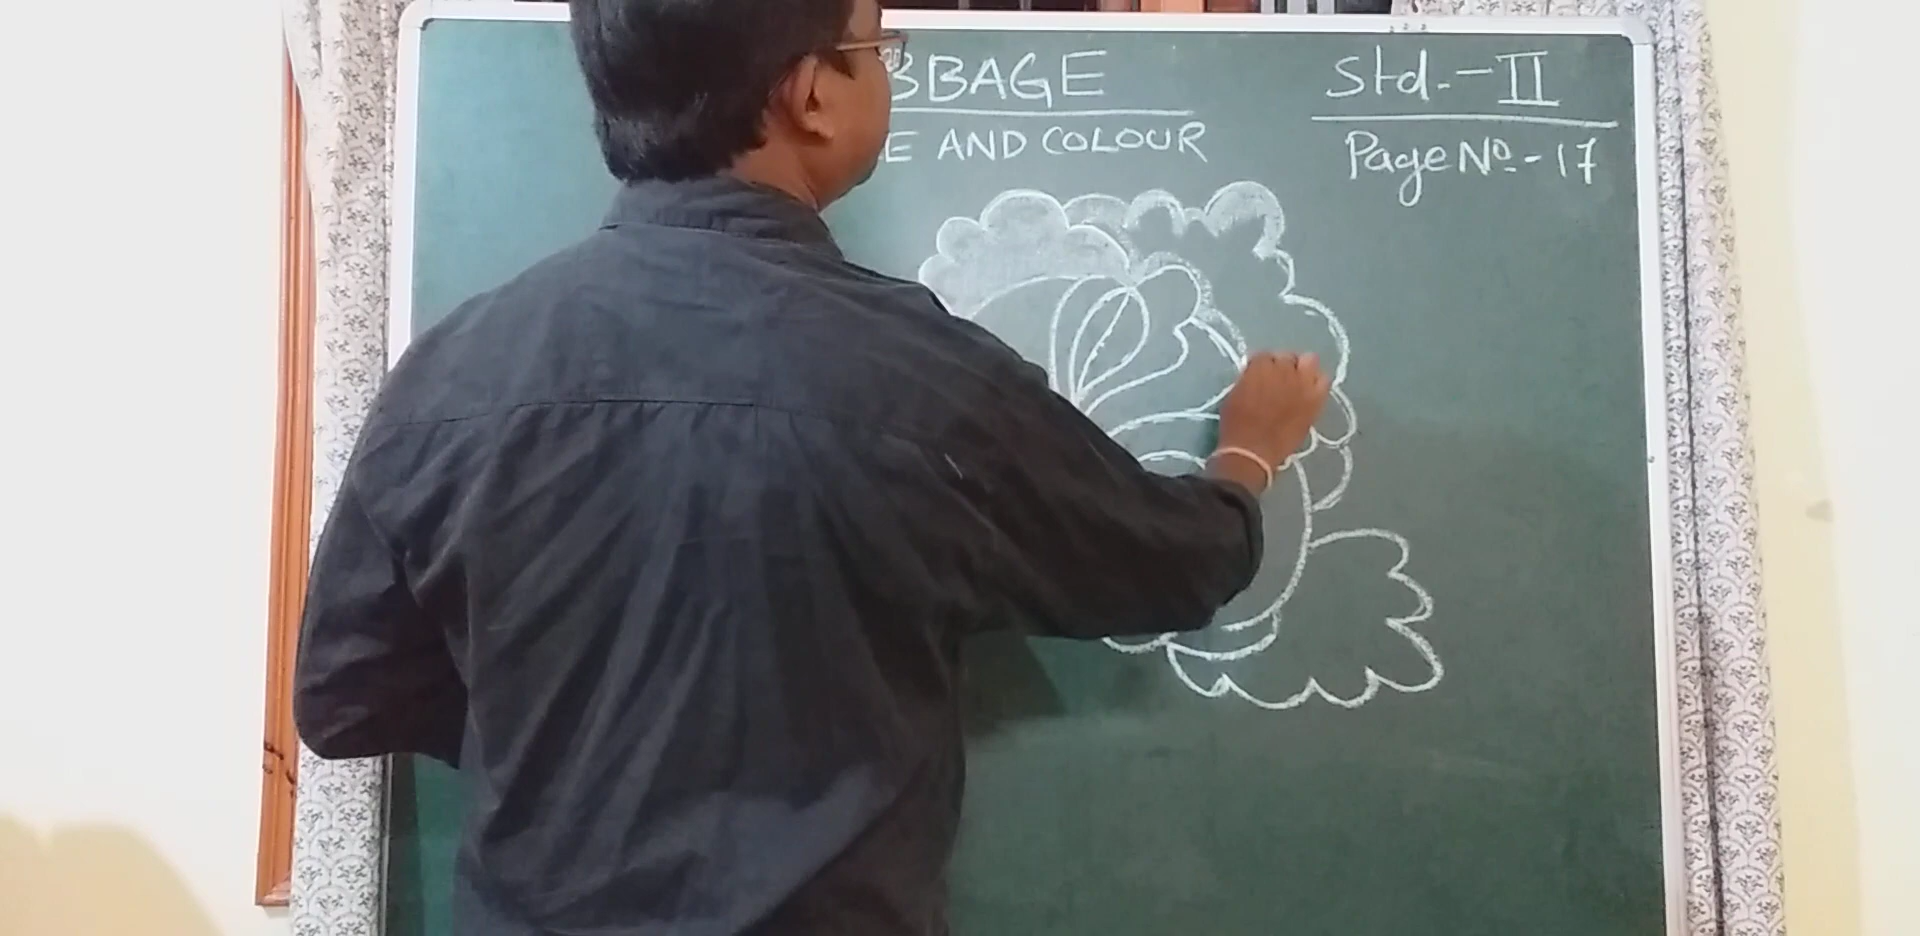 BBAGE
E AND COLOUR
Std. - II
Page No - 17